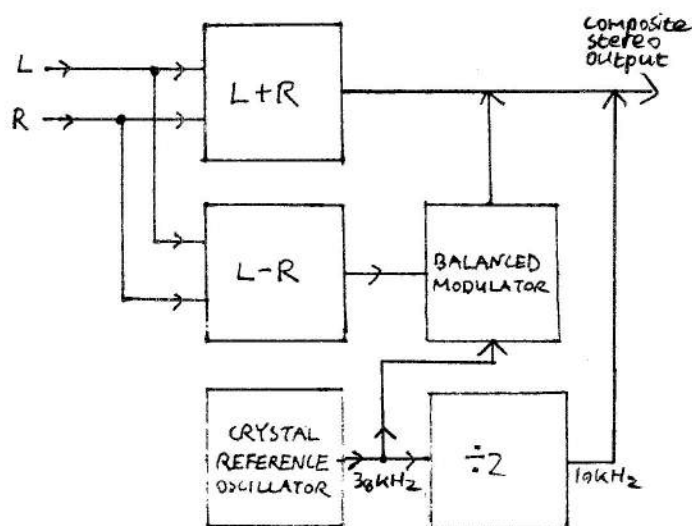 COMPOSITE
STEREO
OUTPUT
L
R
L+R
L-R
BALANCED
MODULATOR
CRYSTAL
REFERENCE
OSCILLATOR
38KHZ
÷2
19KHZ